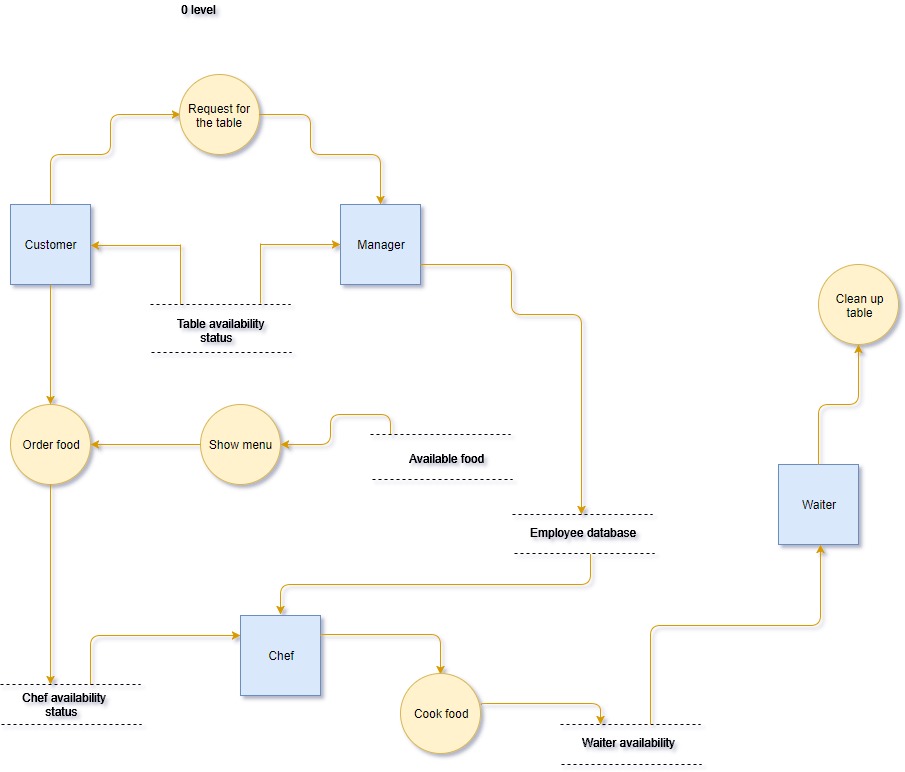 0 level
Request for
the table
Customer
Manager
Table availability
status
Clean up
table
Order food
Show menu
Available food
Waiter
Employee database
Chef
Chef availability
status
Cook food
Waiter availability